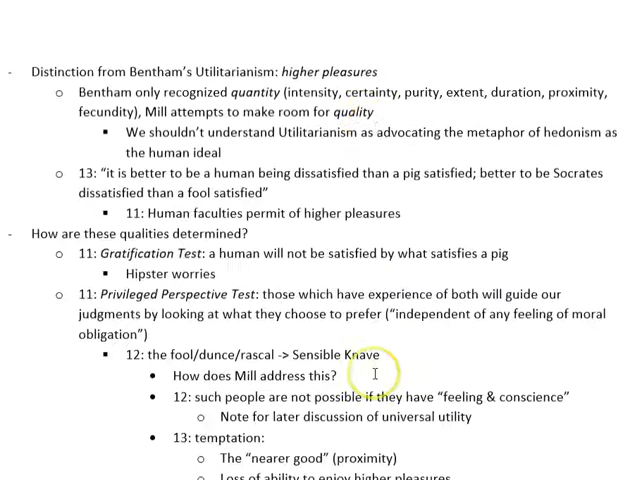 - Distinction from Bentham's Utilitarianism: higher pleasures
o Bentham only recognized quantity (intensity, certainty, purity, extent, duration, proximity,
fecundity), Mill attempts to make room for quality
▪ We shouldn't understand Utilitarianism as advocating the metaphor of hedonism as
the human ideal
o 13: "it is better to be a human being dissatisfied than a pig satisfied; better to be Socrates
dissatisfied than a fool satisfied"
▪ 11: Human faculties permit of higher pleasures
- How are these qualities determined?
o 11: Gratification Test: a human will not be satisfied by what satisfies a pig
▪ Hipster worries
o 11: Privileged Perspective Test: those which have experience of both will guide our
judgments by looking at what they choose to prefer ("independent of any feeling of moral
obligation")
▪ 12: the fool/dunce/rascal -> Sensible Knave
• How does Mill address this?
• 12: such people are not possible if they have "feeling & conscience"
o Note for later discussion of universal utility
• 13: temptation:
o The "nearer good" (proximity)
o Loss of ability to enjoy higher pleasures